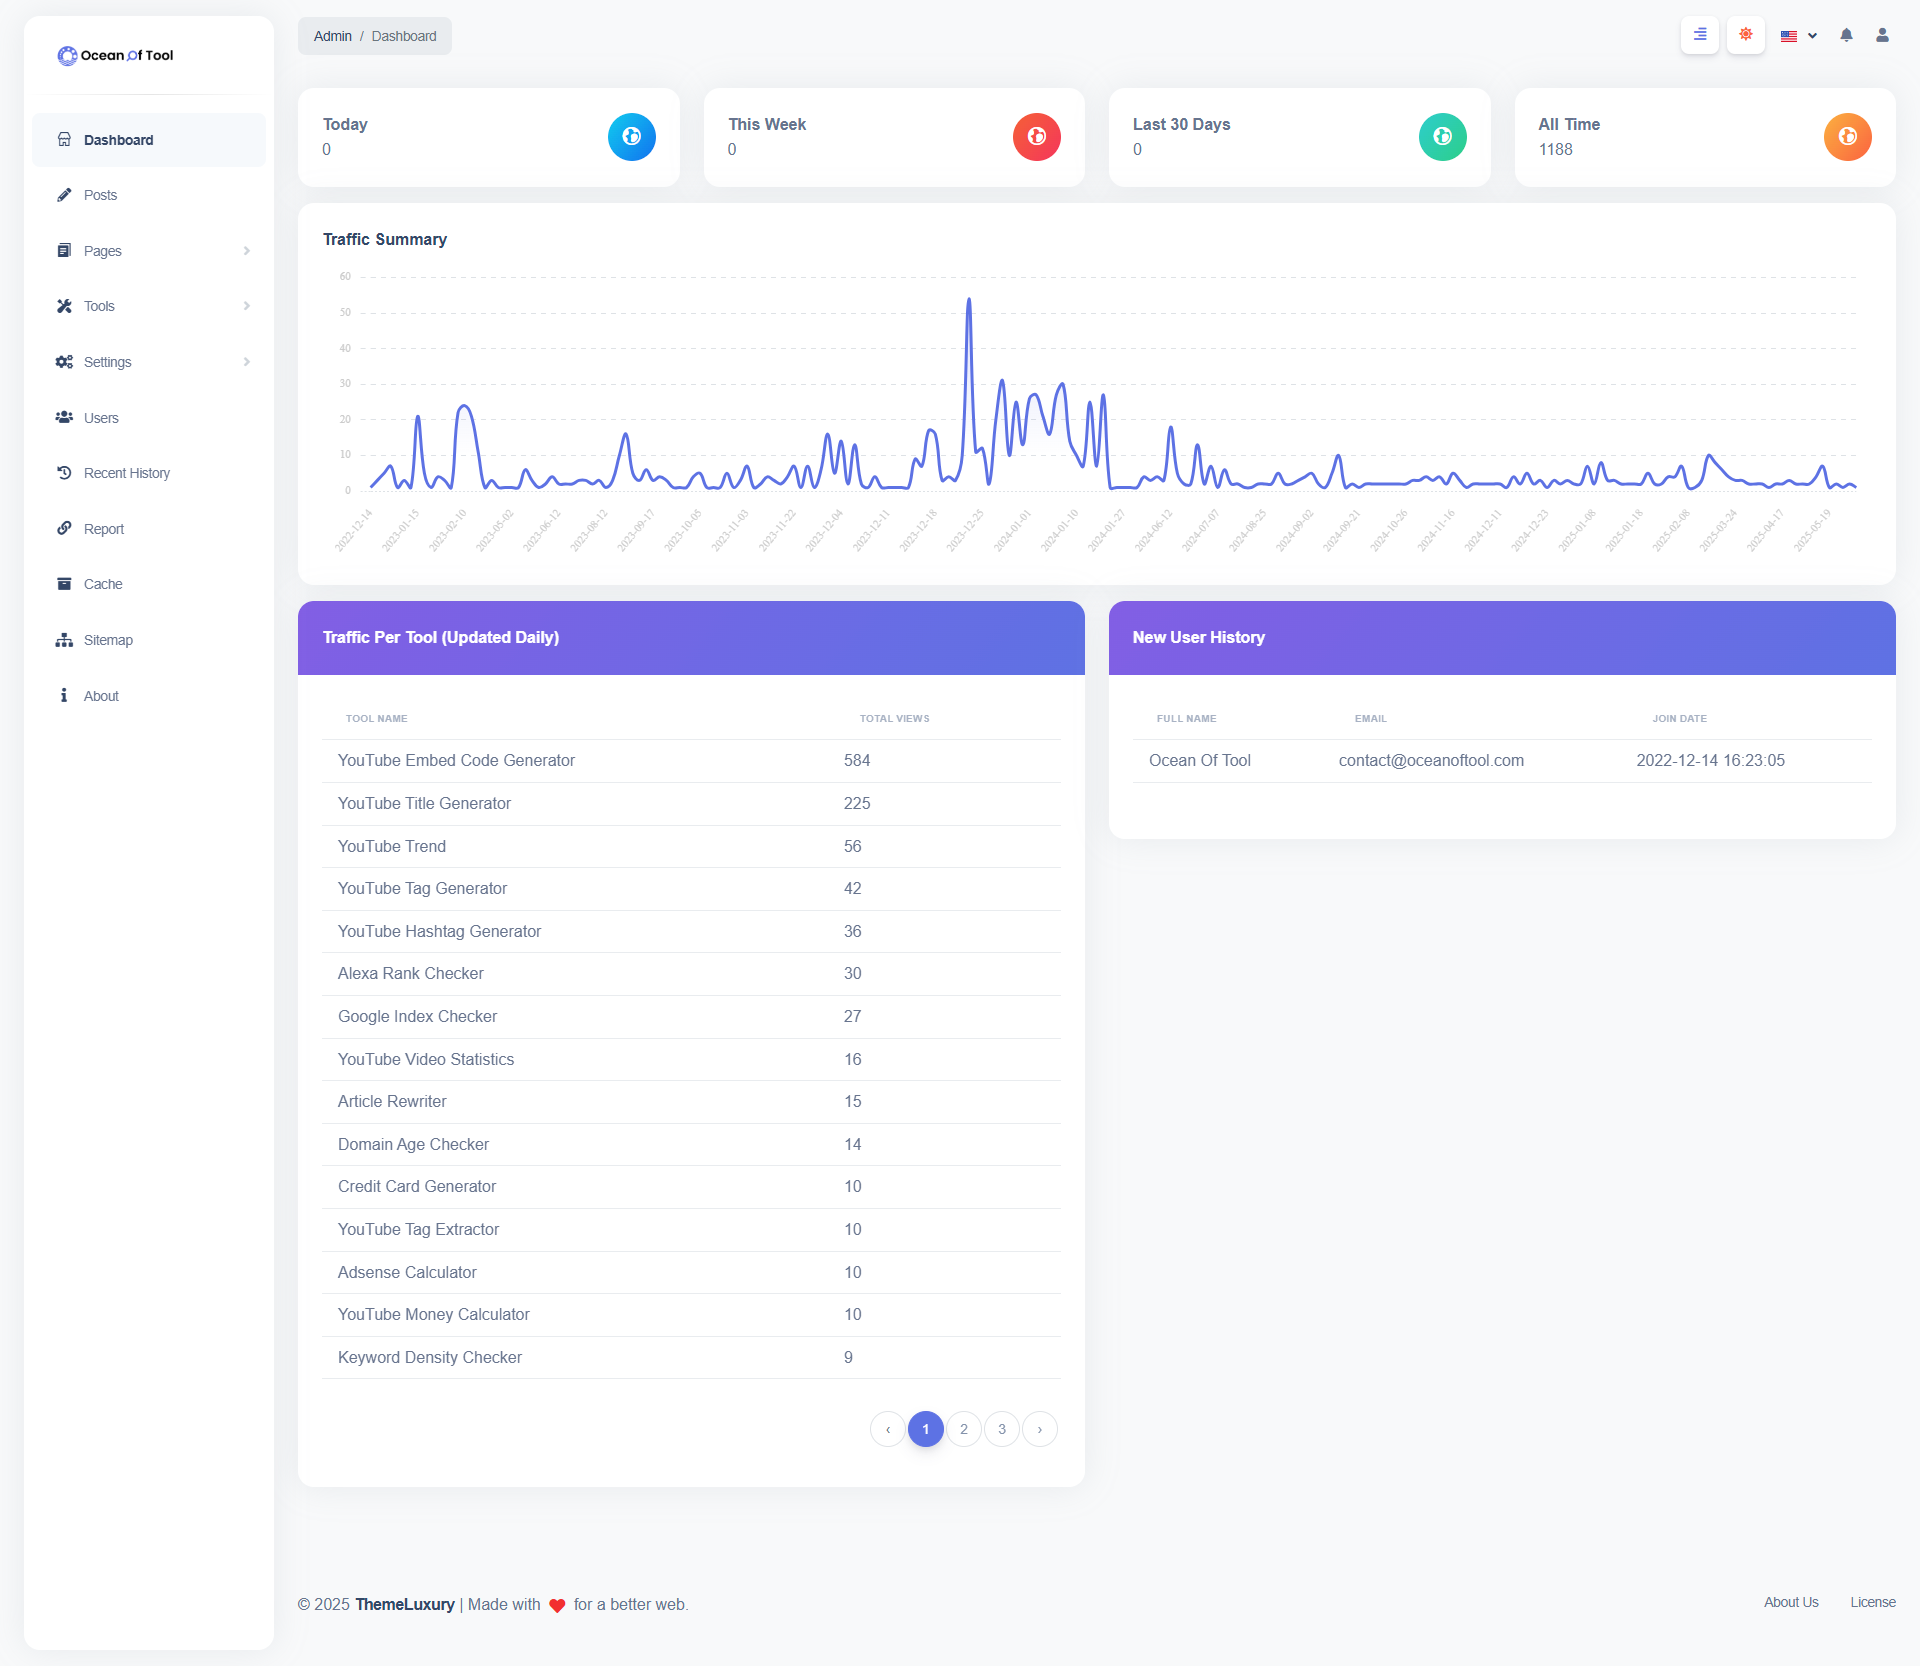 Ocean Of Tool
Dashboard
Posts
Pages
Tools
Settings
Users
Recent History
Report
Cache
Sitemap
About
Admin / Dashboard
Today
0
This Week
0
Last 30 Days
0
All Time
1188
Traffic Summary
60
50
40
30
20
10
0
2022-12-14
2023-01-15
2023-02-10
2023-05-02
2023-06-12
2023-08-12
2023-09-17
2023-10-05
2023-11-03
2023-11-22
2023-12-04
2023-12-11
2023-12-18
2023-12-25
2024-01-01
2024-01-10
2024-01-27
2024-06-12
2024-07-07
2024-08-25
2024-09-02
2024-09-21
2024-10-26
2024-11-16
2024-12-11
2024-12-23
2025-01-08
2025-01-18
2025-02-08
2025-03-24
2025-04-17
2025-05-19
Traffic Per Tool (Updated Daily)
TOOL NAME TOTAL VIEWS
YouTube Embed Code Generator 584
YouTube Title Generator 225
YouTube Trend 56
YouTube Tag Generator 42
YouTube Hashtag Generator 36
Alexa Rank Checker 30
Google Index Checker 27
YouTube Video Statistics 16
Article Rewriter 15
Domain Age Checker 14
Credit Card Generator 10
YouTube Tag Extractor 10
Adsense Calculator 10
YouTube Money Calculator 10
Keyword Density Checker 9
‹ 1 2 3 ›
New User History
FULL NAME EMAIL JOIN DATE
Ocean Of Tool contact@oceanoftool.com 2022-12-14 16:23:05
© 2025 ThemeLuxury | Made with ❤ for a better web.
About Us License